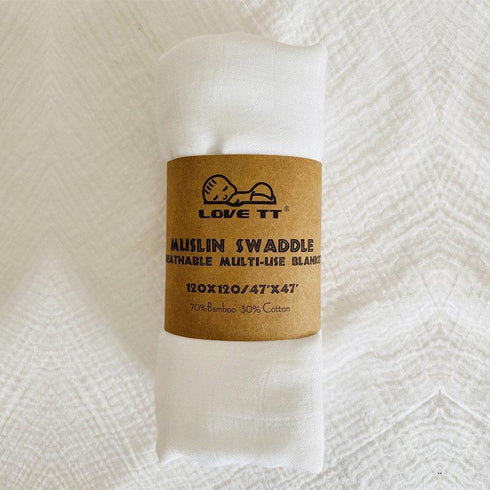 LOVE TT®
MUSLIN SWADDLE
EATHABLE MULTI-USE BLANKE
120X120/47'X47'
70%Bamboo 30% Cotton